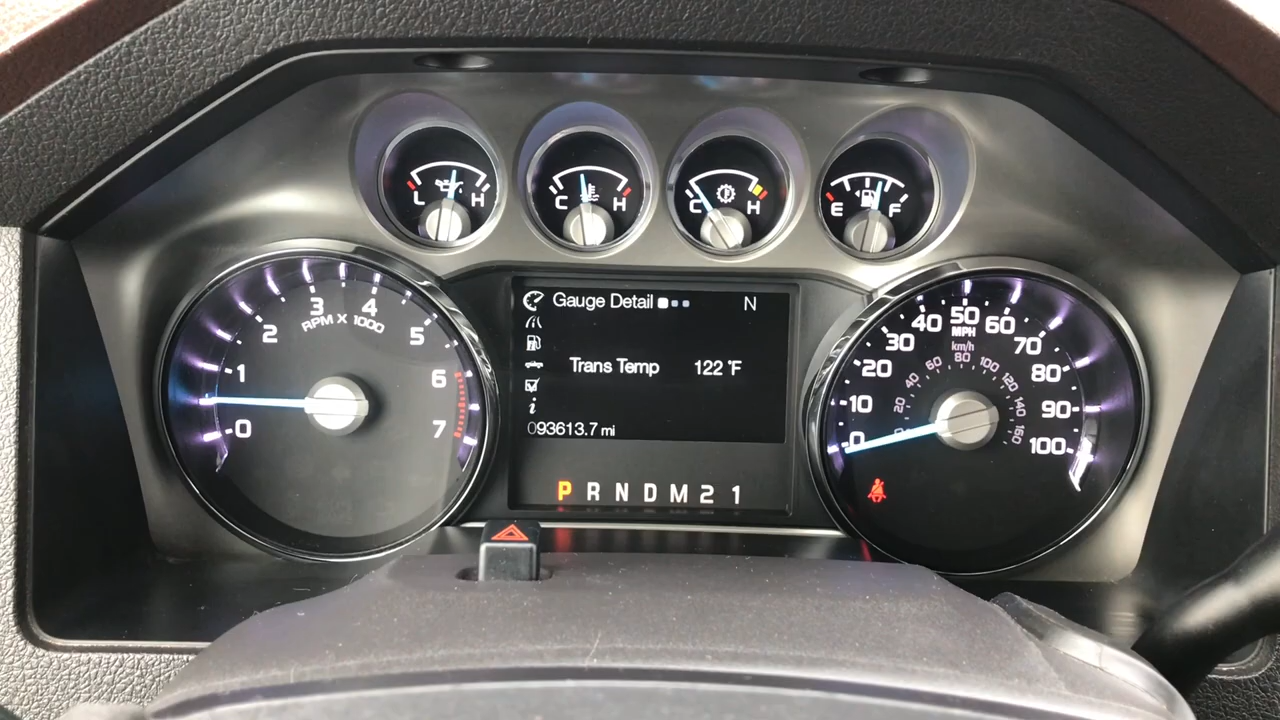 L H
C H
C H
E F
0 1 2 3 4 5 6 7
RPM X 1000
Gauge Detail N
Trans Temp 122 °F
093613.7 mi
P R N D M 2 1
0 10 20 30 40 50 60 70 80 90 100
MPH
km/h
20 40 60 80 100 120 140 160